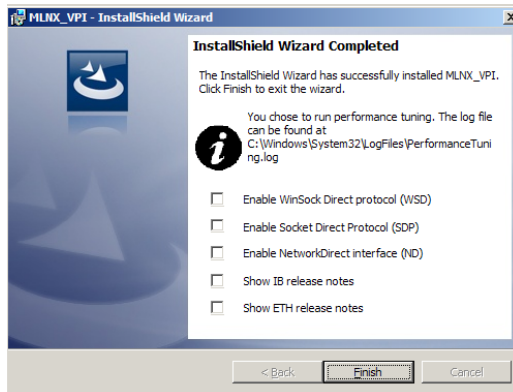 MLNX_VPI - InstallShield Wizard
InstallShield Wizard Completed
The InstallShield Wizard has successfully installed MLNX_VPI.
Click Finish to exit the wizard.
You chose to run performance tuning. The log file
can be found at
C:\Windows\System32\LogFiles\PerformanceTuni
ng.log
Enable WinSock Direct protocol (WSD)
Enable Socket Direct Protocol (SDP)
Enable NetworkDirect interface (ND)
Show IB release notes
Show ETH release notes
< Back
Finish
Cancel